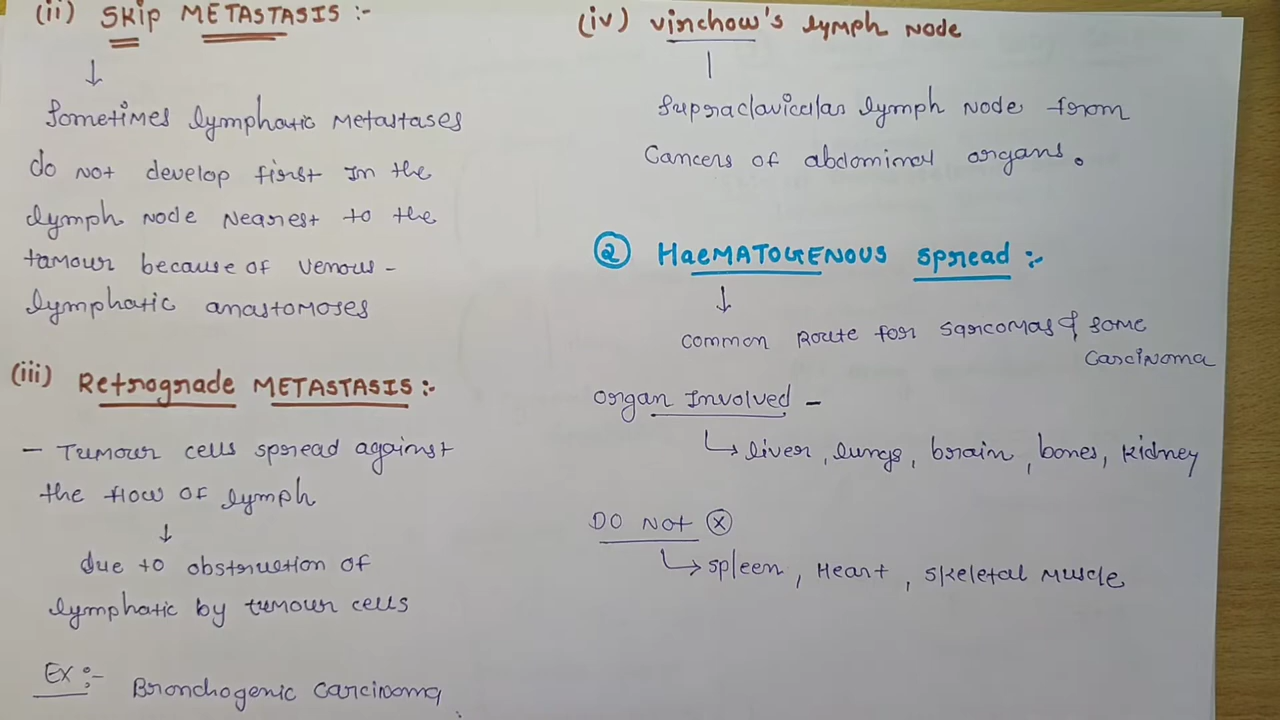 (ii) Skip METASTASIS :-
↓
Sometimes lymphatic Metastases
do not develop first In the
lymph node Nearest to the
tamour because of venous -
lymphatic anastomoses
(iii) Retrograde METASTASIS :-
- Tumour cells spread against
the flow of lymph
↓
due to obstruction of
lymphatic by tumour cells
Ex :- Bronchogenic Carcinoma
(iv) Virchow's lymph Node
Supraclavicular lymph Node from
Cancers of abdominal organs.
② HaeMATOGENOUS Spread :-
↓
Common Route for Sarcomas & some
Carcinoma
Organ Involved -
↳ liver, lungs, brain, bones, kidney
DO Not ⓧ
↳ Spleen, Heart, Skeletal Muscle